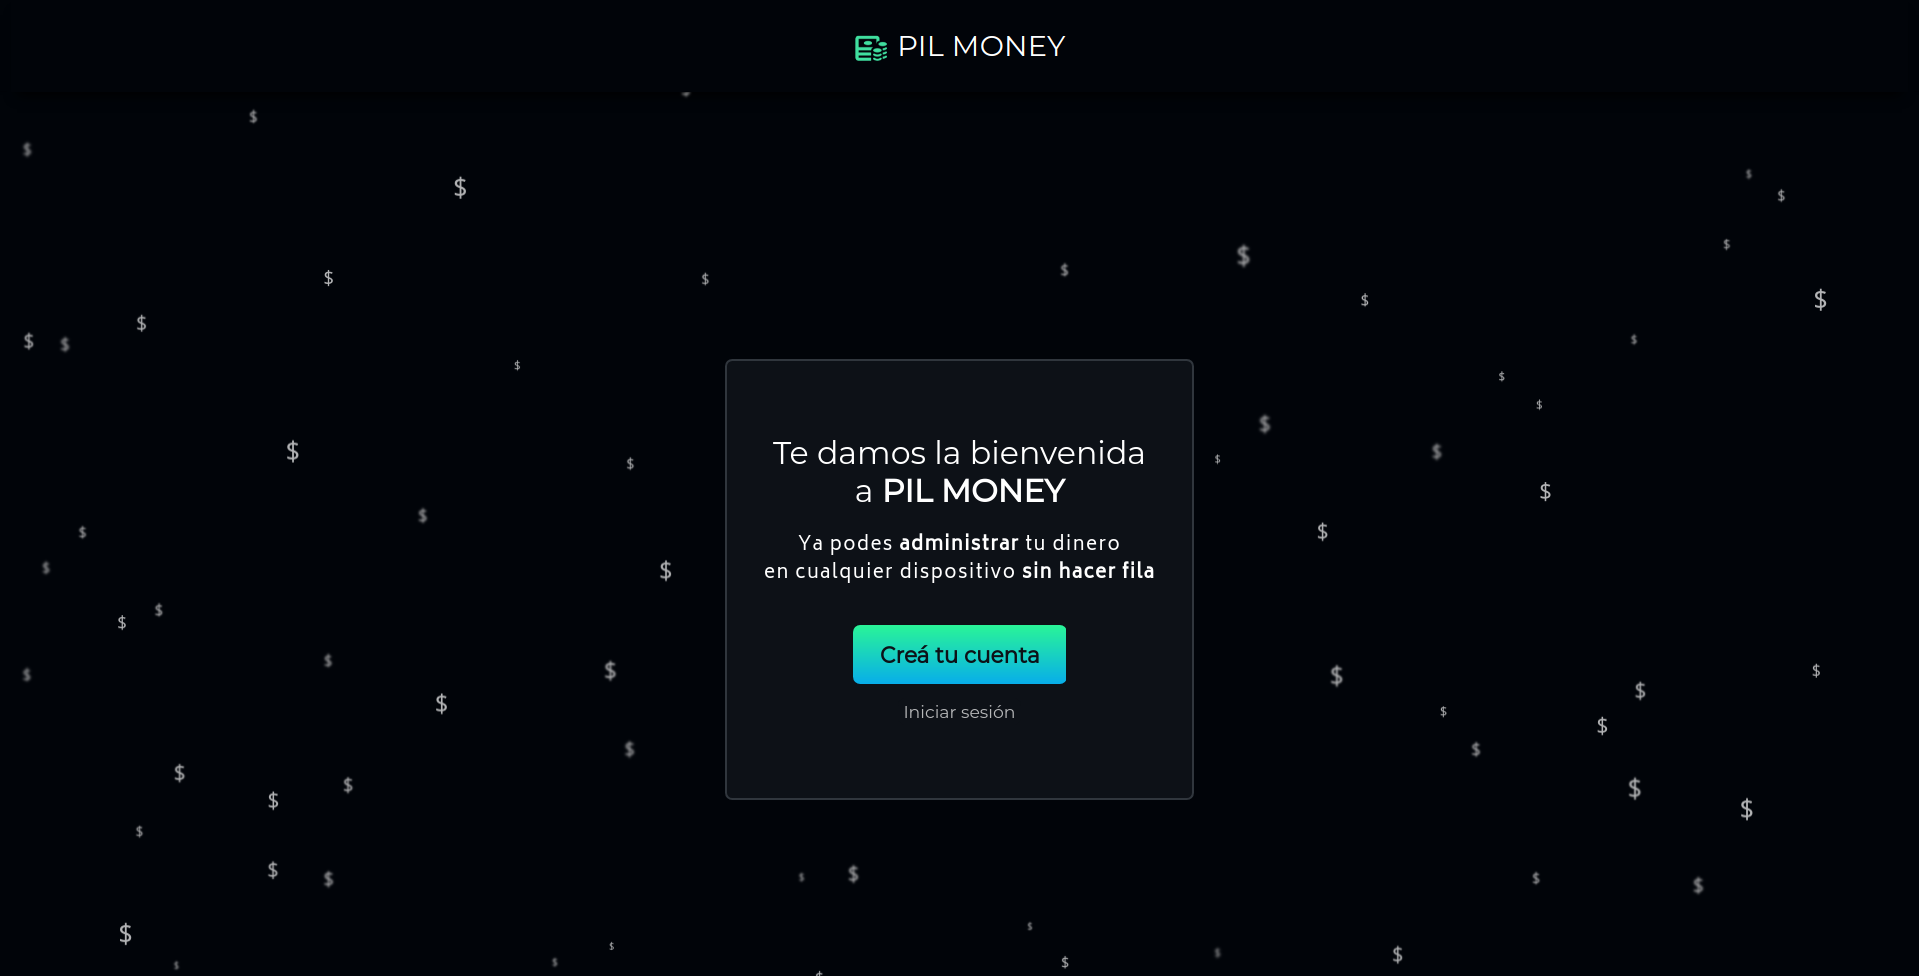 PIL MONEY
Te damos la bienvenida
a PIL MONEY
Ya podes administrar tu dinero
en cualquier dispositivo sin hacer fila
Creá tu cuenta
Iniciar sesión